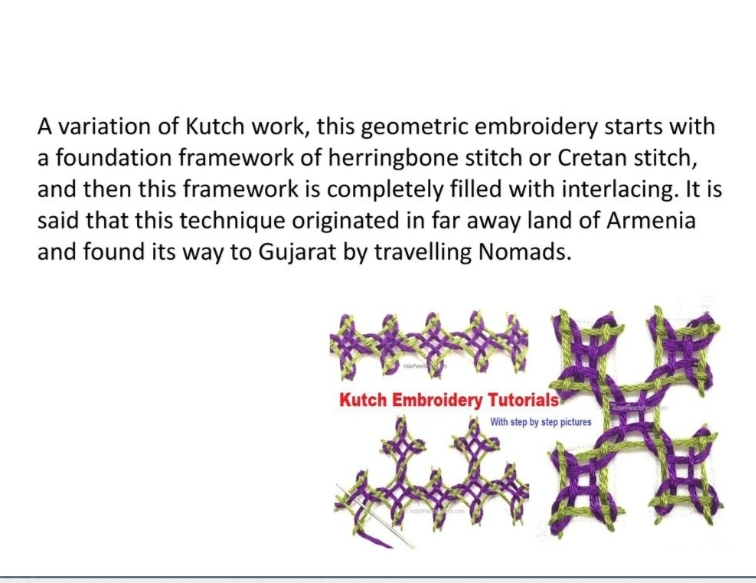 A variation of Kutch work, this geometric embroidery starts with
a foundation framework of herringbone stitch or Cretan stitch,
and then this framework is completely filled with interlacing. It is
said that this technique originated in far away land of Armenia
and found its way to Gujarat by travelling Nomads.
Kutch Embroidery Tutorials
With step by step pictures